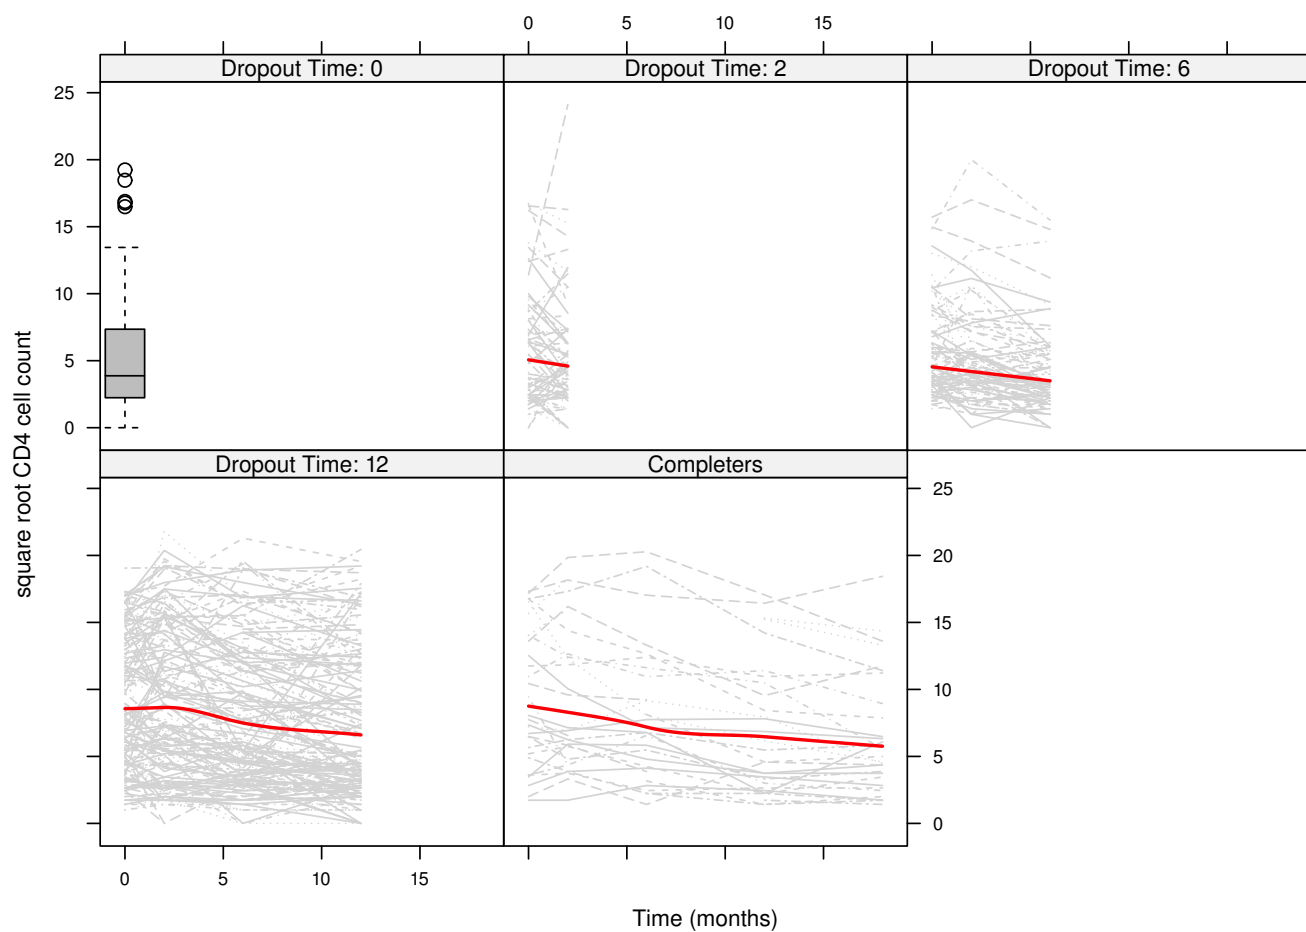 0 5 10 15
Dropout Time: 0 Dropout Time: 2 Dropout Time: 6
25
20
15
10
5
0
square root CD4 cell count
Dropout Time: 12 Completers
25
20
15
10
5
0
0 5 10 15
Time (months)